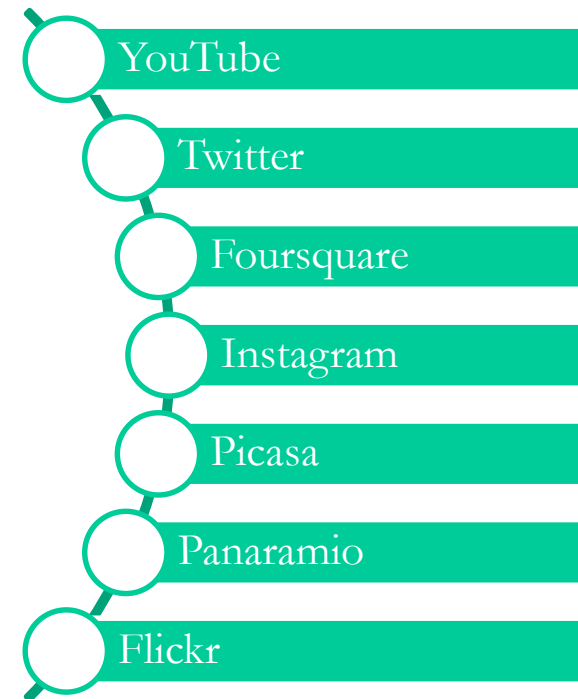 YouTube
Twitter
Foursquare
Instagram
Picasa
Panaramio
Flickr